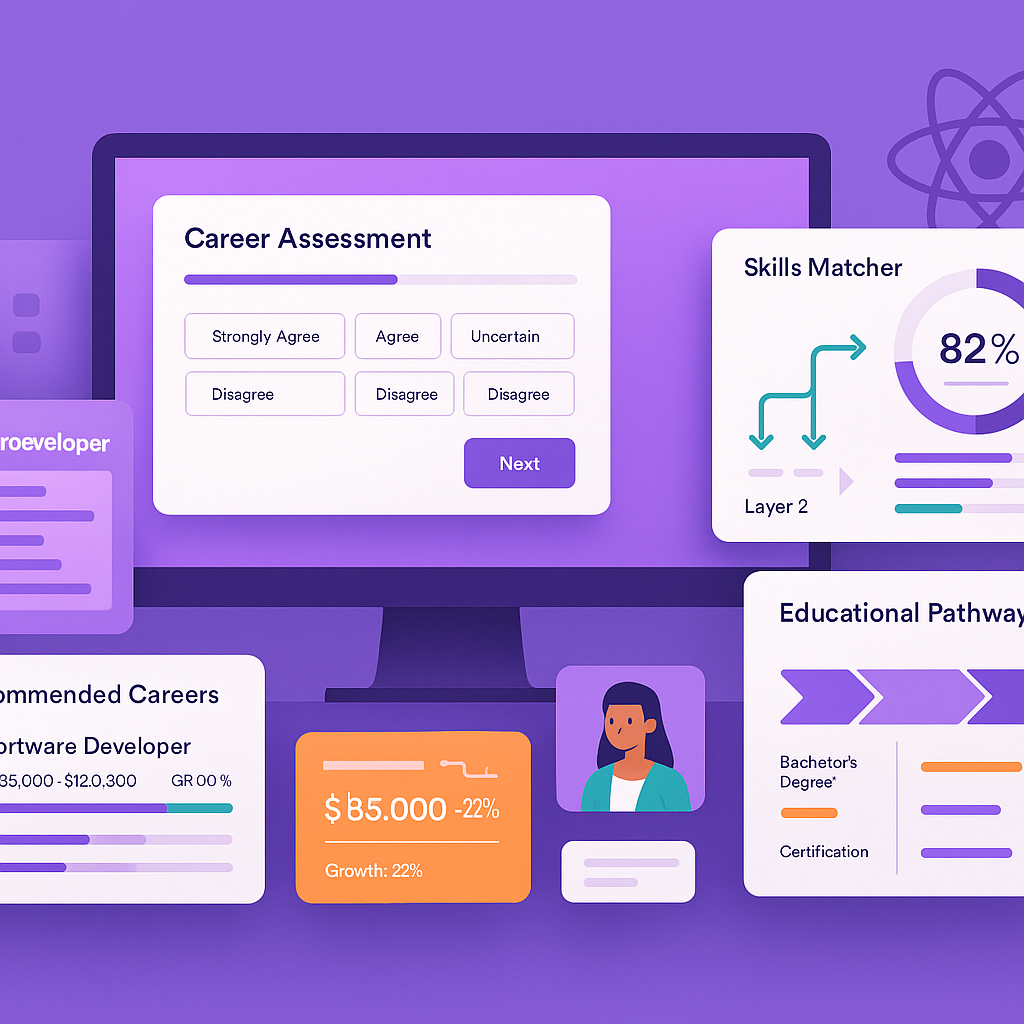 Career Assessment
Strongly Agree
Agree
Uncertain
Disagree
Disagree
Disagree
Next
Skills Matcher
82%
Layer 2
roeveloper
ommended Careers
ortware Developer
35,000 - $12.0,300
GR 00 %
$85.000 -22%
Growth: 22%
Educational Pathway
Bachetor's
Degree*
Certification